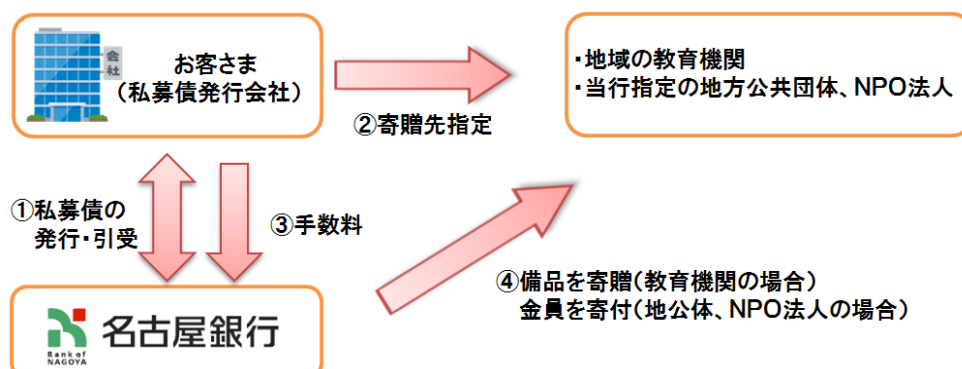 会社
お客さま
（私募債発行会社）
・地域の教育機関
・当行指定の地方公共団体、NPO法人
②寄贈先指定
①私募債の
発行・引受
③手数料
④備品を寄贈（教育機関の場合）
金員を寄付（地公体、NPO法人の場合）
Bank of
NAGOYA
名古屋銀行